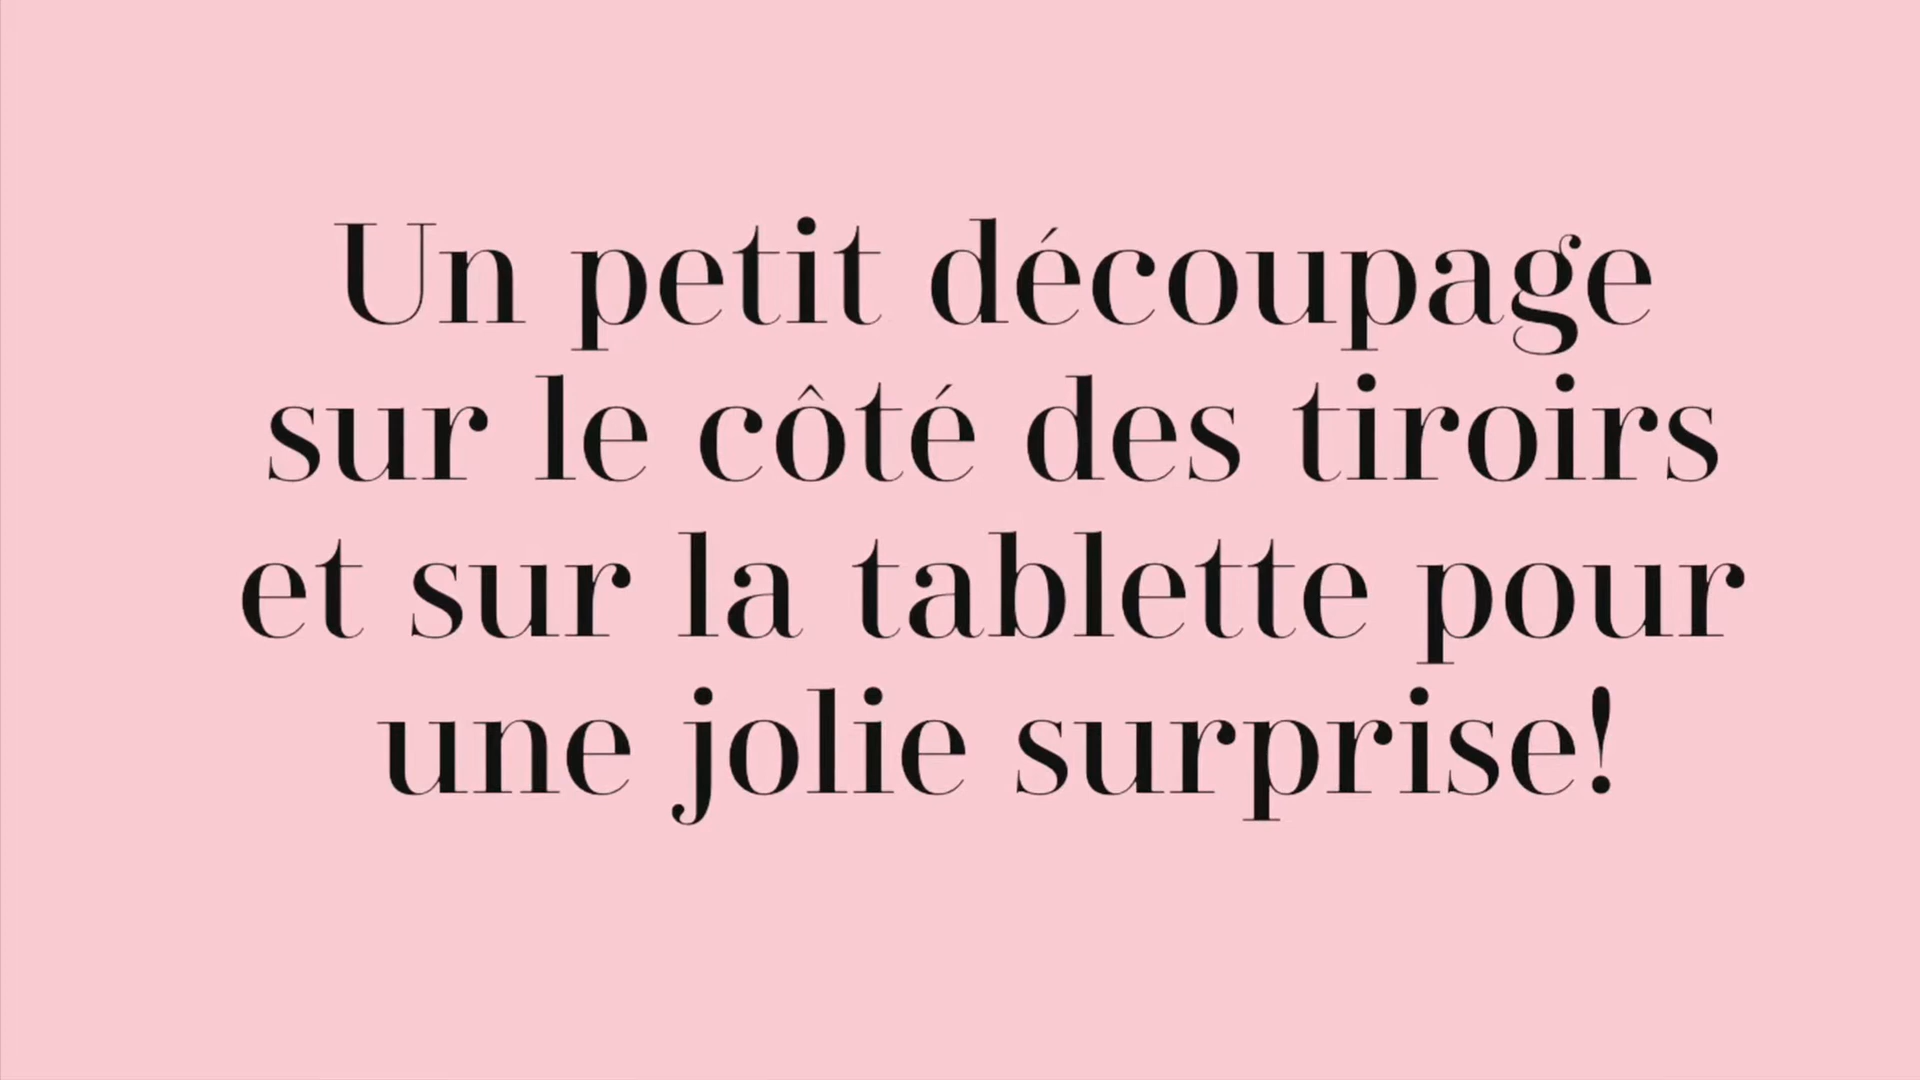 Un petit découpage
sur le côté des tiroirs
et sur la tablette pour
une jolie surprise!